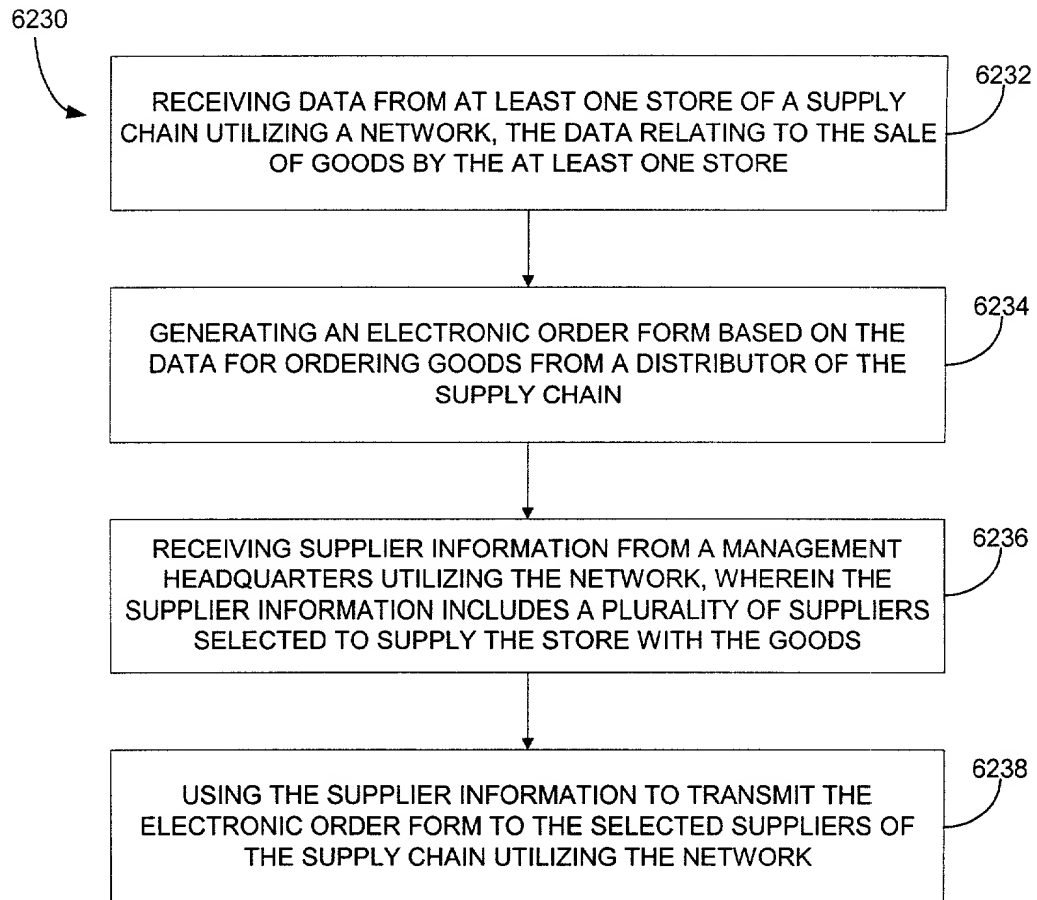 6230
6232
RECEIVING DATA FROM AT LEAST ONE STORE OF A SUPPLY
CHAIN UTILIZING A NETWORK, THE DATA RELATING TO THE SALE
OF GOODS BY THE AT LEAST ONE STORE
6234
GENERATING AN ELECTRONIC ORDER FORM BASED ON THE
DATA FOR ORDERING GOODS FROM A DISTRIBUTOR OF THE
SUPPLY CHAIN
6236
RECEIVING SUPPLIER INFORMATION FROM A MANAGEMENT
HEADQUARTERS UTILIZING THE NETWORK, WHEREIN THE
SUPPLIER INFORMATION INCLUDES A PLURALITY OF SUPPLIERS
SELECTED TO SUPPLY THE STORE WITH THE GOODS
6238
USING THE SUPPLIER INFORMATION TO TRANSMIT THE
ELECTRONIC ORDER FORM TO THE SELECTED SUPPLIERS OF
THE SUPPLY CHAIN UTILIZING THE NETWORK